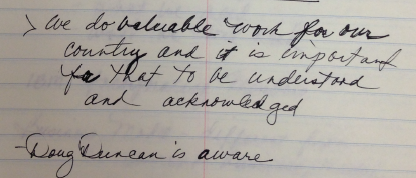 > we do valuable work for our
country and it is important
for that to be understood
and acknowledged
- Doug Duncan is aware